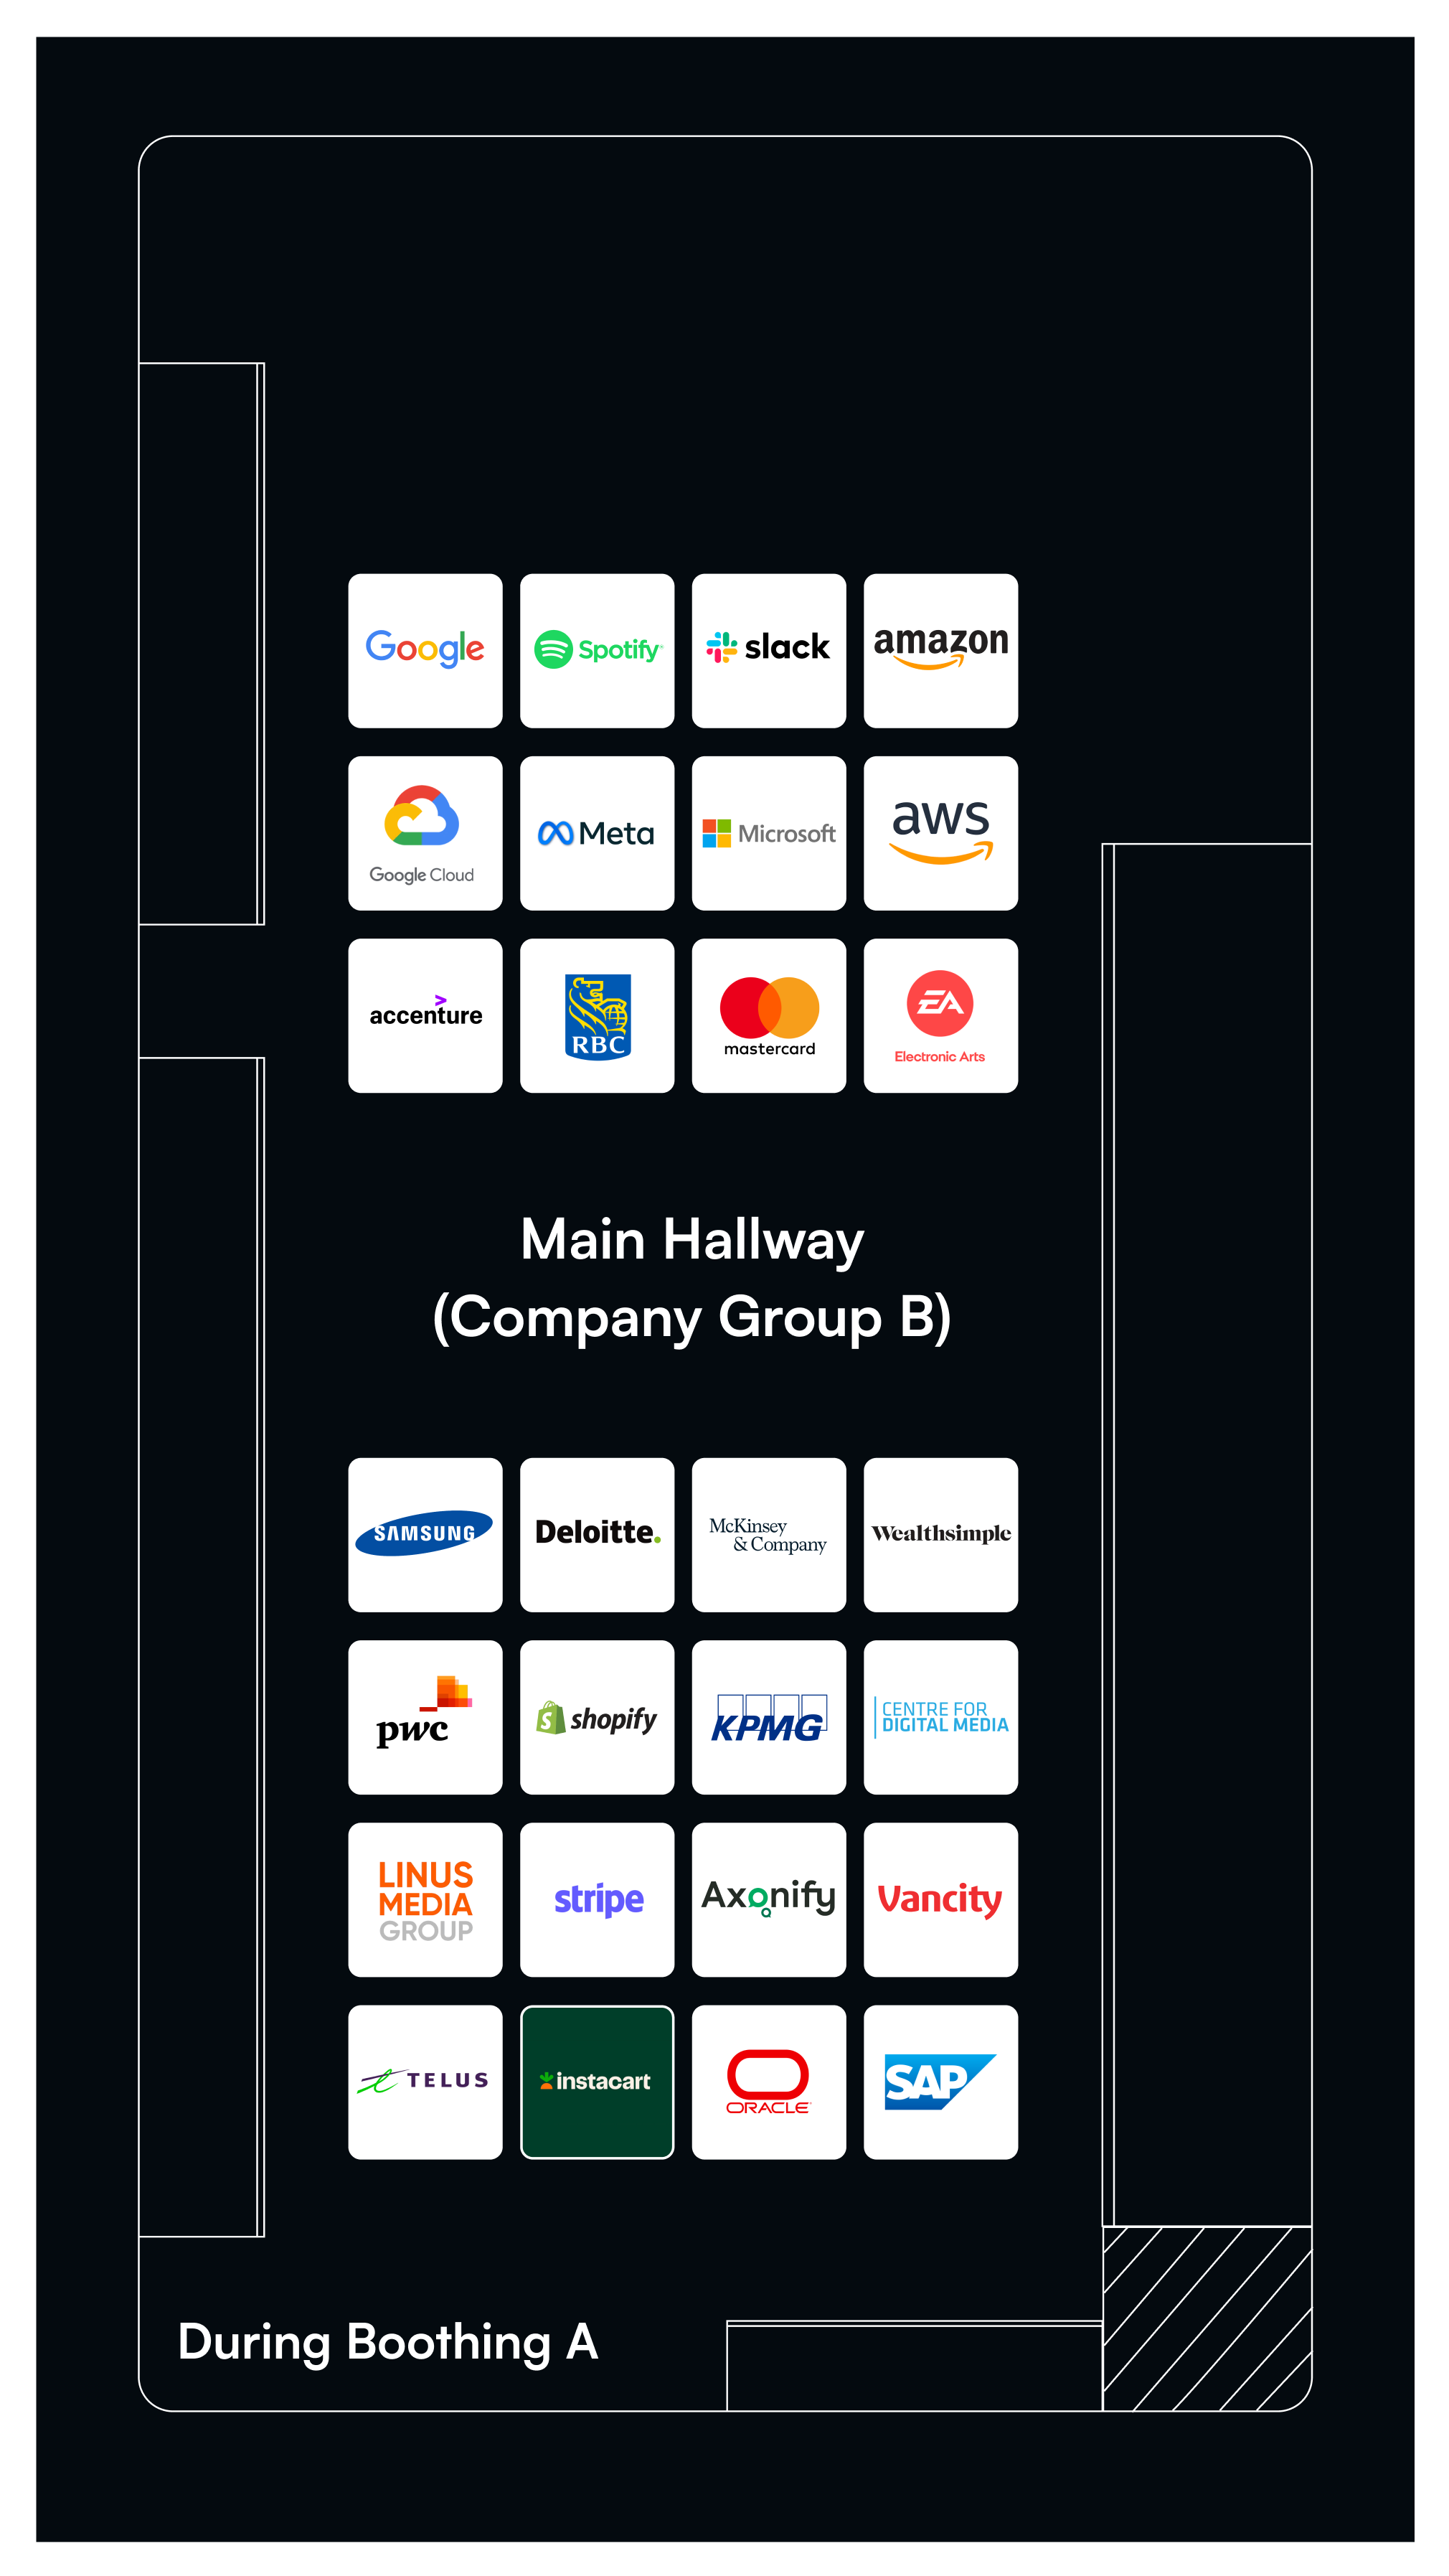 Google
Spotify
slack
amazon
Google Cloud
Meta
Microsoft
aws
accenture
RBC
mastercard
EA
Electronic Arts
Main Hallway
(Company Group B)
SAMSUNG
Deloitte.
McKinsey
& Company
Wealthsimple
pwc
shopify
KPMG
CENTRE FOR
DIGITAL MEDIA
LINUS
MEDIA
GROUP
stripe
Axonify
Vancity
TELUS
instacart
ORACLE
SAP
During Boothing A